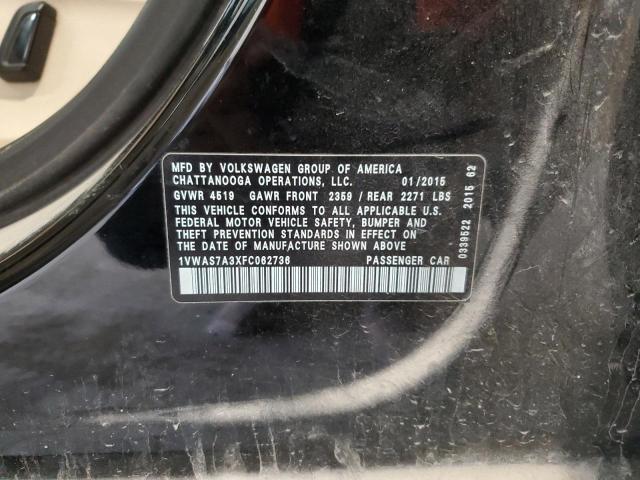 MFD BY VOLKSWAGEN GROUP OF AMERICA
CHATTANOOGA OPERATIONS, LLC. 01/2015
GVWR 4519 GAWR FRONT 2359 / REAR 2271 LBS
THIS VEHICLE CONFORMS TO ALL APPLICABLE U.S.
FEDERAL MOTOR VEHICLE SAFETY, BUMPER, AND
THEFT PREVENTION STANDARDS IN EFFECT ON
THE DATE OF MANUFACTURE SHOWN ABOVE
1VWAS7A3XFC062736 PASSENGER CAR
0339522 2015 62